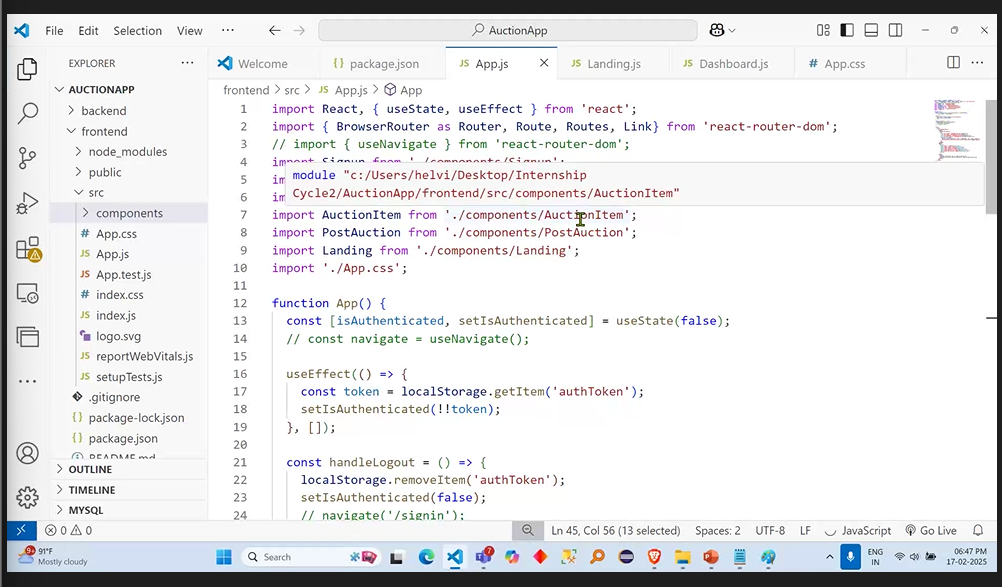 File Edit Selection View ··· AuctionApp
EXPLORER ···
Welcome
package.json
JS App.js
JS Landing.js
JS Dashboard.js
# App.css
AUCTIONAPP
backend
frontend
node_modules
public
src
components
# App.css
JS App.js
JS App.test.js
# index.css
JS index.js
logo.svg
JS reportWebVitals.js
JS setupTests.js
.gitignore
{} package-lock.json
{} package.json
README.md
OUTLINE
TIMELINE
MYSQL
frontend > src > JS App.js > App
1 import React, { useState, useEffect } from 'react';
2 import { BrowserRouter as Router, Route, Routes, Link} from 'react-router-dom';
3 // import { useNavigate } from 'react-router-dom';
4 import Signup from './components/Signup';
module "c:/Users/helvi/Desktop/Internship
Cycle2/AuctionApp/frontend/src/components/AuctionItem"
5 im
6 im
7 import AuctionItem from './components/AuctionItem';
8 import PostAuction from './components/PostAuction';
9 import Landing from './components/Landing';
10 import './App.css';
11
12 function App() {
13 const [isAuthenticated, setIsAuthenticated] = useState(false);
14 // const navigate = useNavigate();
15
16 useEffect(() => {
17 const token = localStorage.getItem('authToken');
18 setIsAuthenticated(!!token);
19 }, []);
20
21 const handleLogout = () => {
22 localStorage.removeItem('authToken');
23 setIsAuthenticated(false);
24 // navigate('/signin');
0 0 Ln 45, Col 56 (13 selected) Spaces: 2 UTF-8 LF JavaScript Go Live
91°F
Mostly cloudy
Search
ENG
IN
06:47 PM
17-02-2025